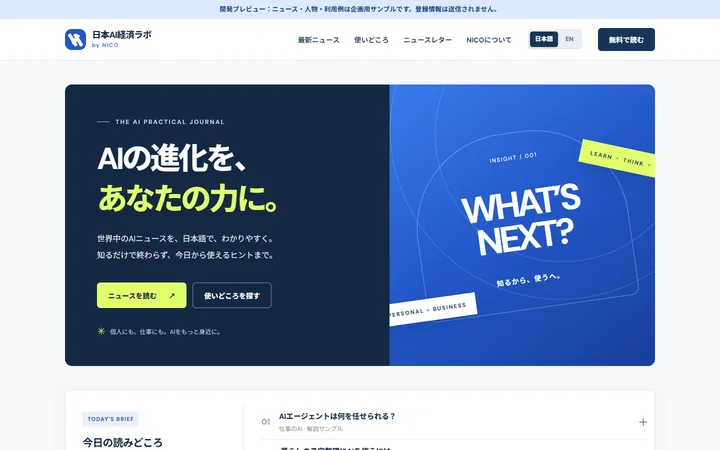 開発プレビュー：ニュース・人物・利用例は企画用サンプルです。登録情報は送信されません。
日本AI経済ラボ
by NICO
最新ニュース
使いどころ
ニュースレター
NICOについて
日本語
EN
無料で読む
THE AI PRACTICAL JOURNAL
AIの進化を、
あなたの力に。
世界中のAIニュースを、日本語で、わかりやすく。
知るだけで終わらず、今日から使えるヒントまで。
ニュースを読む ↗
使いどころを探す
✳ 個人にも、仕事にも。AIをもっと身近に。
INSIGHT / 001
LEARN • THINK •
WHAT'S
NEXT?
知るから、使うへ。
PERSONAL × BUSINESS
TODAY'S BRIEF
今日の読みどころ
01
AIエージェントは何を任せられる？
仕事のAI · 解説サンプル